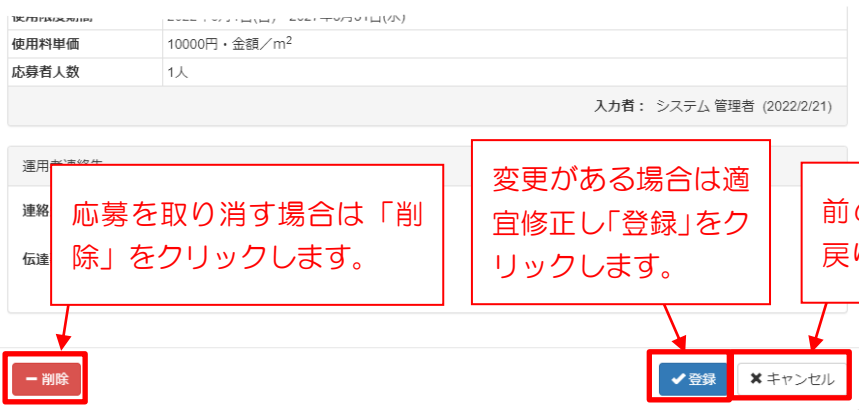 使用料単価 10000円・金額／m2
応募者人数 1人
入力者： システム 管理者 (2022/2/21)
連絡
伝達
応募を取り消す場合は「削
除」をクリックします。
変更がある場合は適
宜修正し「登録」をク
リックします。
前
戻
削除
登録
キャンセル